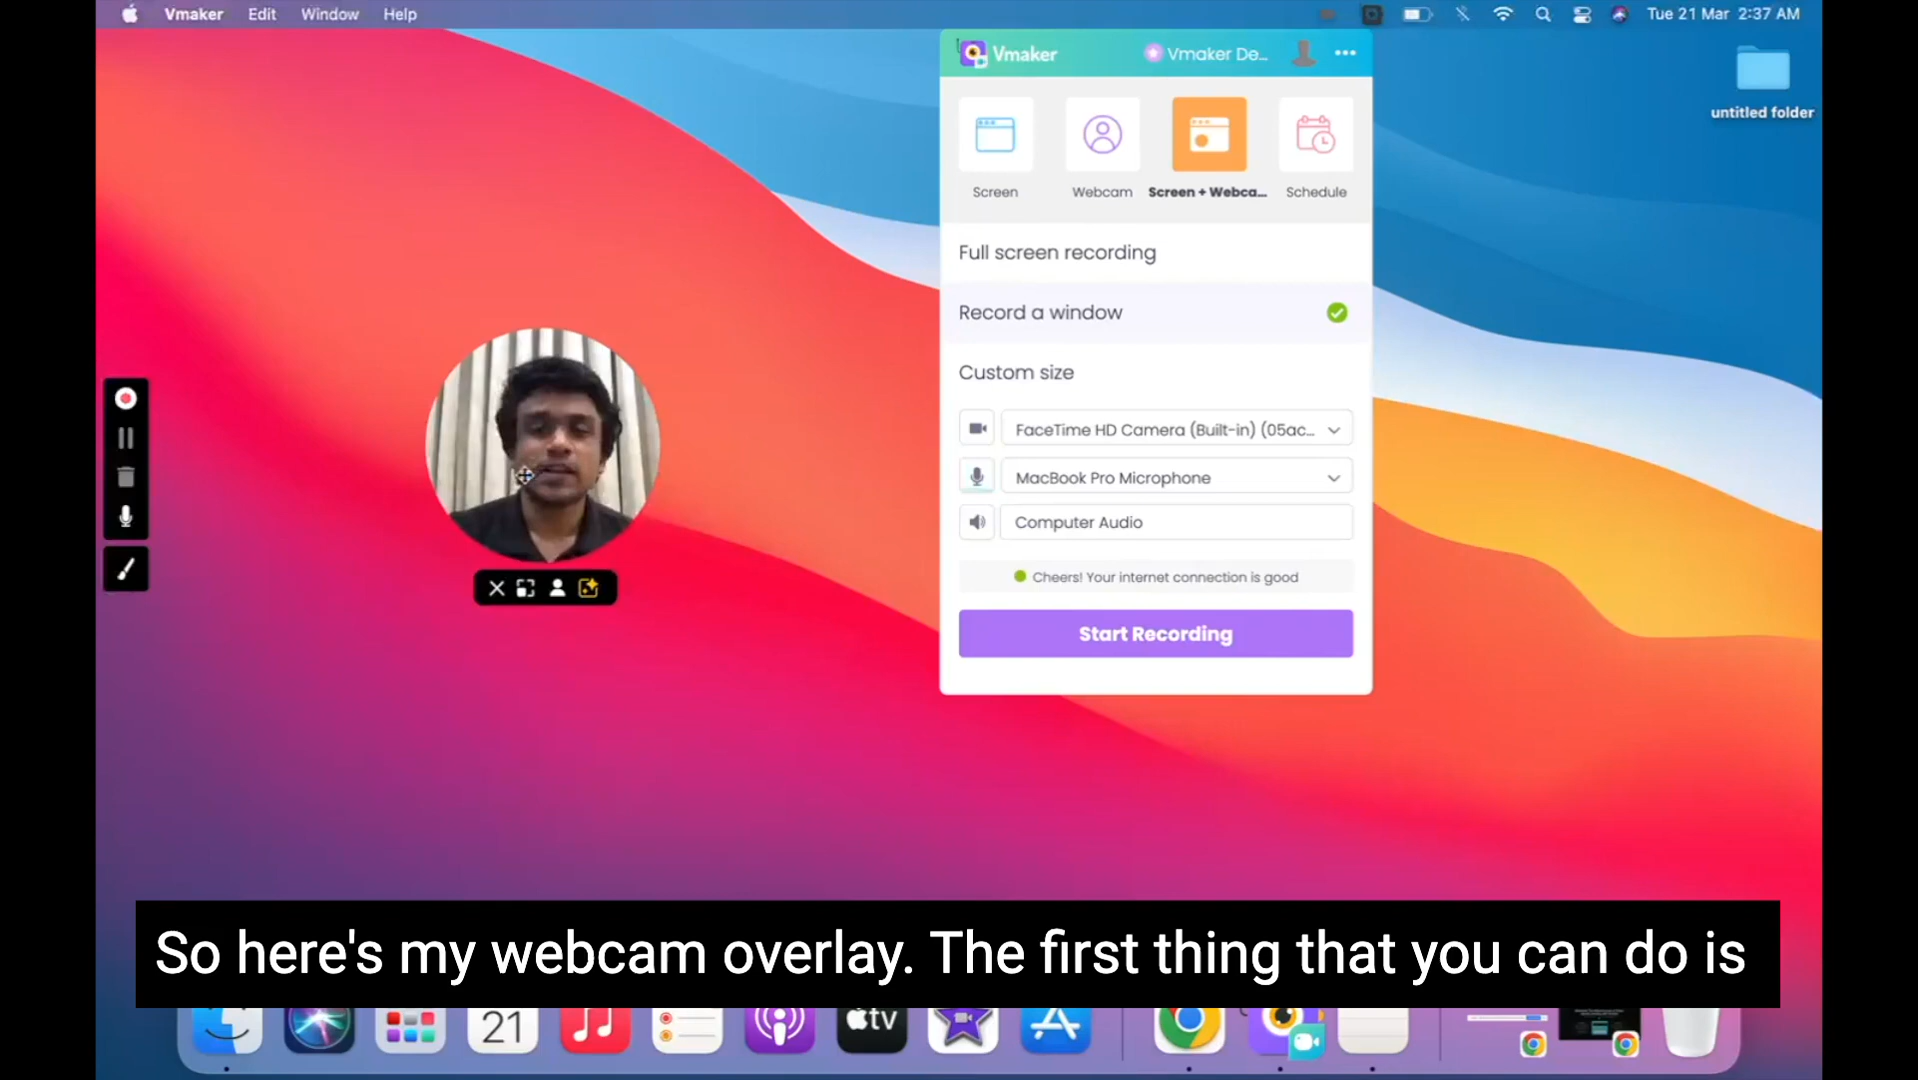 Vmaker Edit Window Help Tue 21 Mar 2:37 AM
Vmaker Vmaker De...
untitled folder
Screen Webcam Screen + Webca... Schedule
Full screen recording
Record a window
Custom size
FaceTime HD Camera (Built-in) (05ac...
MacBook Pro Microphone
Computer Audio
Cheers! Your internet connection is good
Start Recording
So here's my webcam overlay. The first thing that you can do is
21 tv